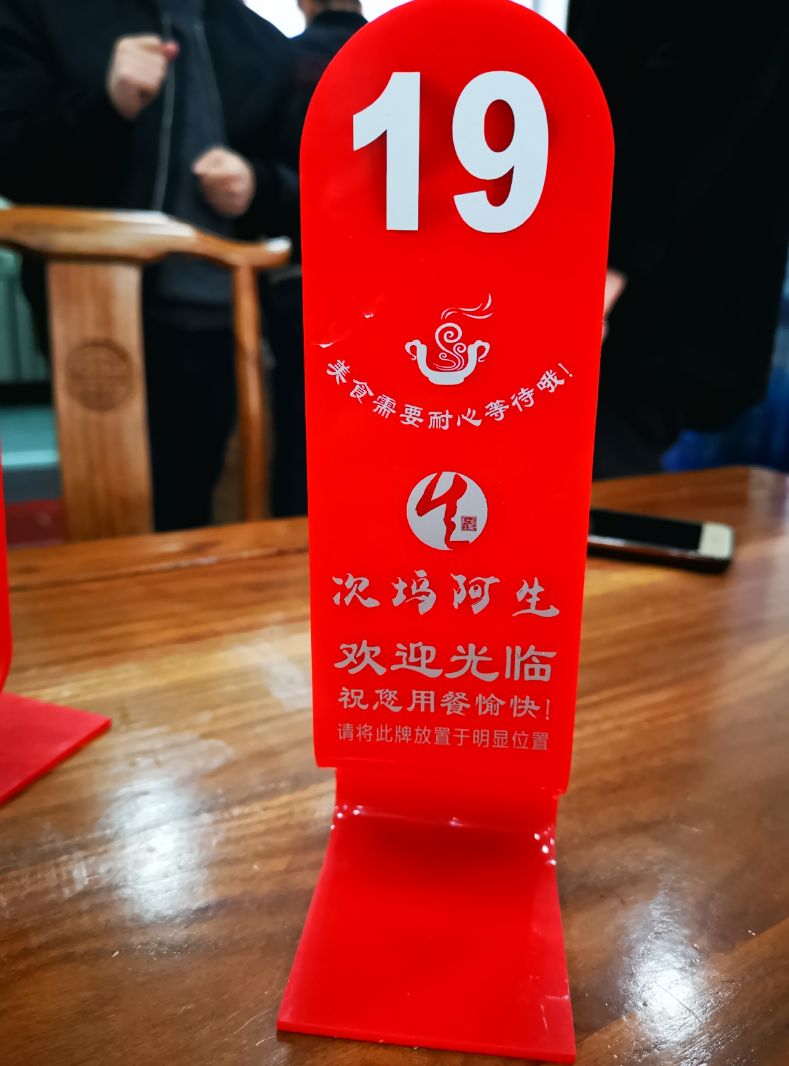 19
美食需要耐心等待哦！
生
次坞阿生
欢迎光临
祝您用餐愉快！
请将此牌放置于明显位置